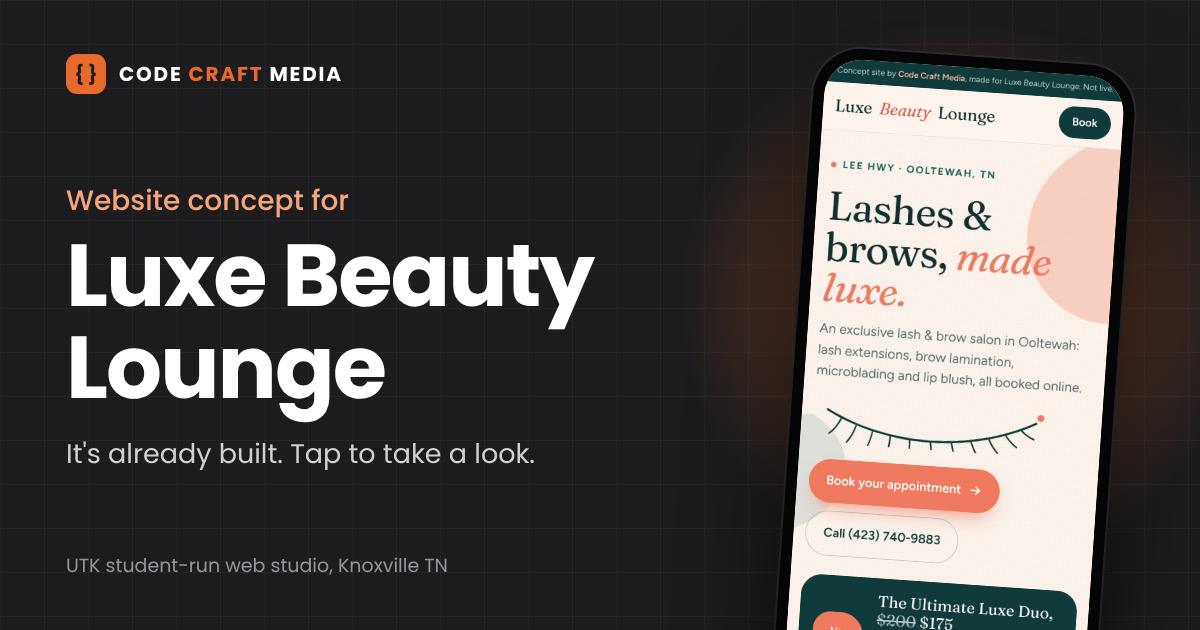 { } CODE CRAFT MEDIA
Website concept for
Luxe Beauty
Lounge
It's already built. Tap to take a look.
UTK student-run web studio, Knoxville TN
Concept site by Code Craft Media, made for Luxe Beauty Lounge. Not live.
Luxe Beauty Lounge
Book
LEE HWY · OOLTEWAH, TN
Lashes &
brows, made
luxe.
An exclusive lash & brow salon in Ooltewah:
lash extensions, brow lamination,
microblading and lip blush, all booked online.
Book your appointment →
Call (423) 740-9883
The Ultimate Luxe Duo,
$200 $175